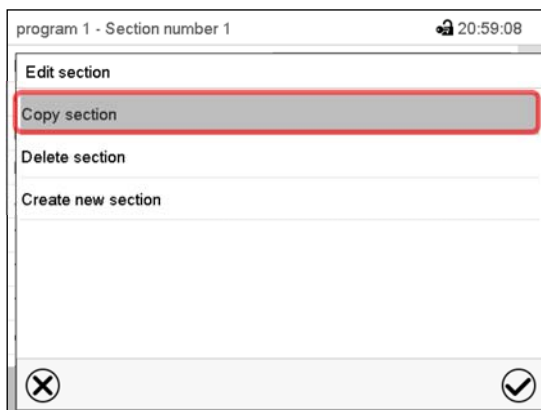 program 1 - Section number 1 20:59:08
Edit section
Copy section
Delete section
Create new section